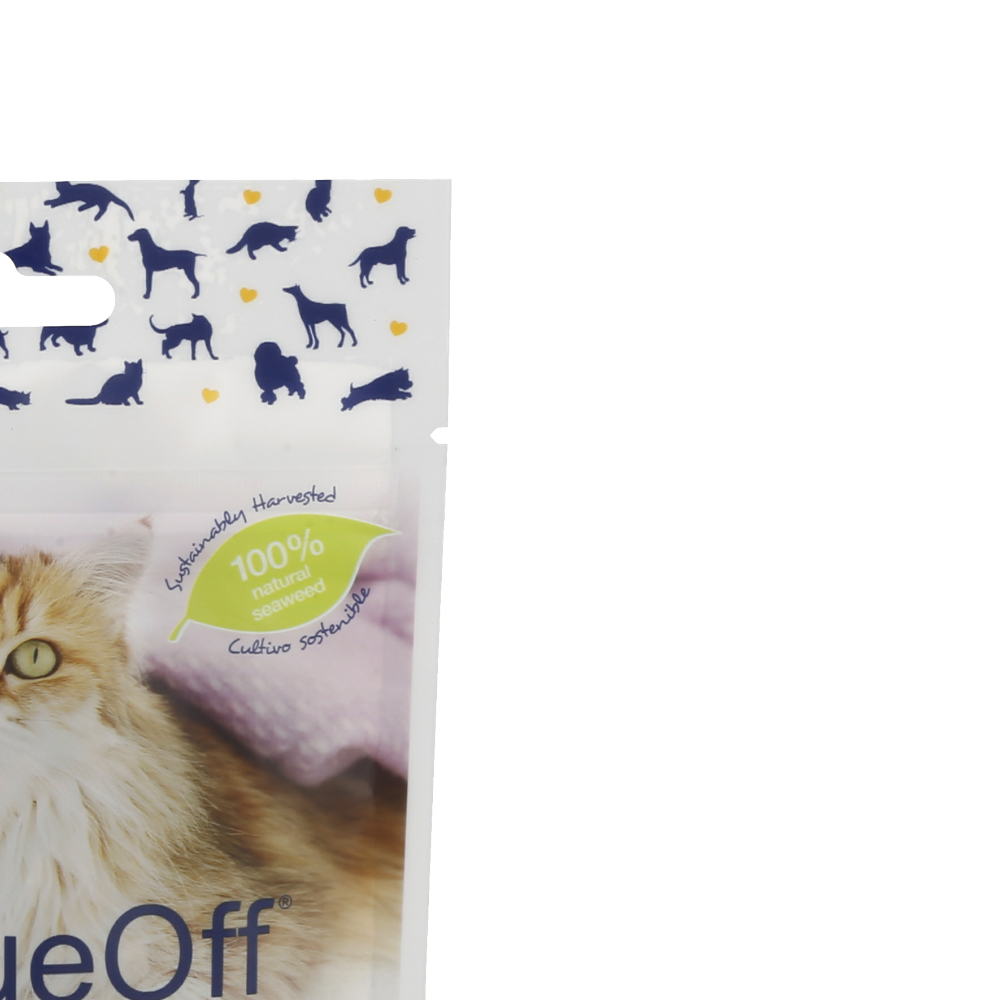 Sustainably Harvested
100%
natural
seaweed
Cultivo sostenible
ueOff®